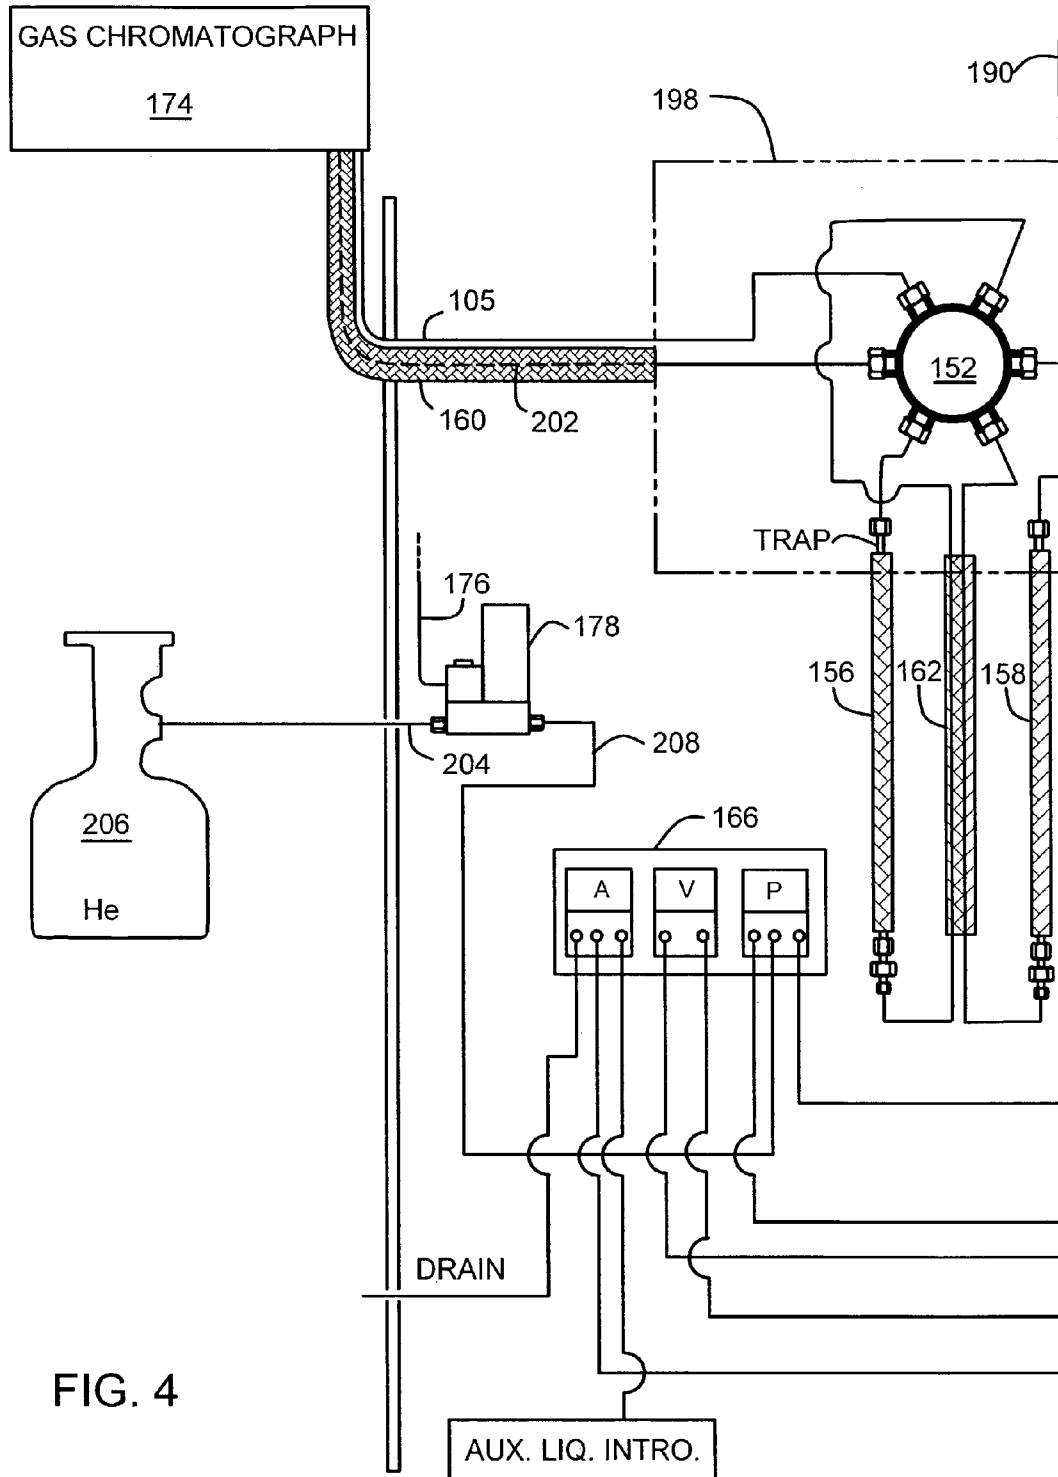 GAS CHROMATOGRAPH
174
190
198
105
152
160
202
TRAP
176
178
156
162
158
204
208
206
He
166
A
V
P
DRAIN
FIG. 4
AUX. LIQ. INTRO.